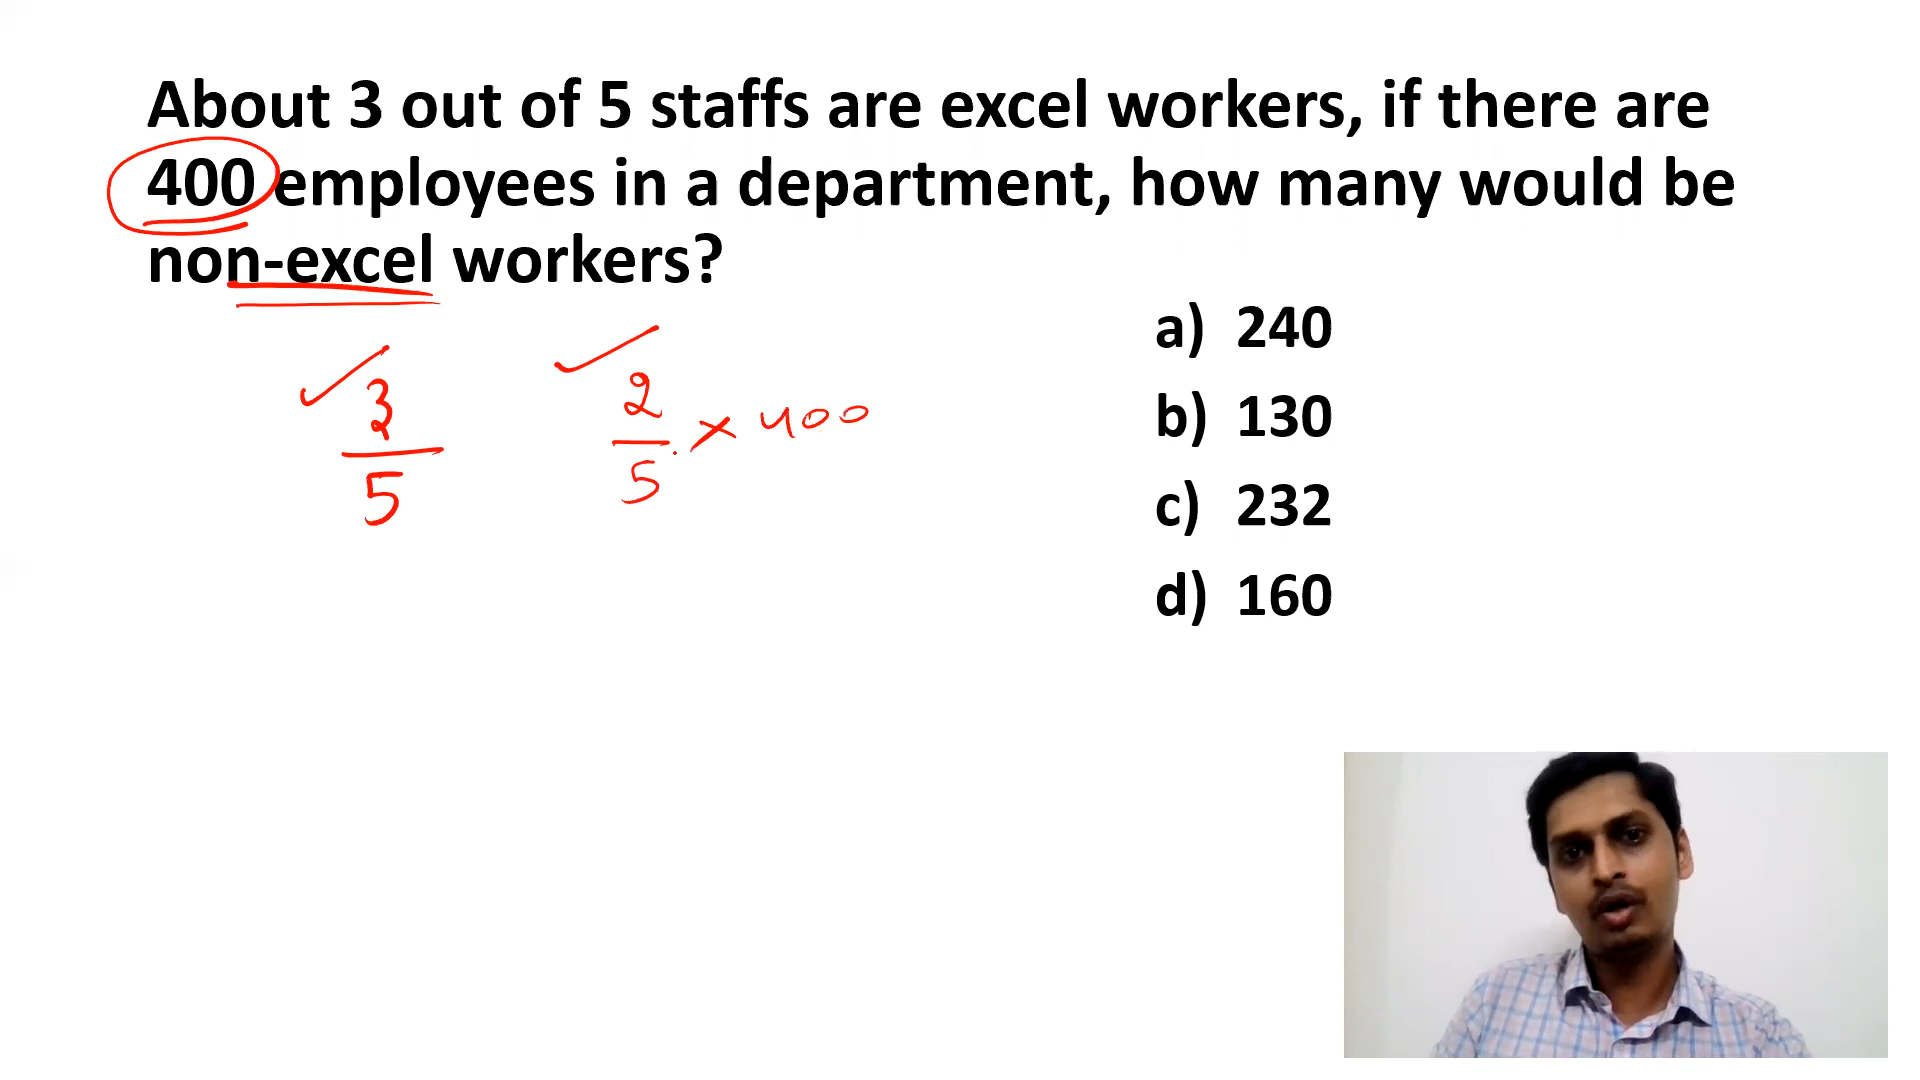 About 3 out of 5 staffs are excel workers, if there are
400 employees in a department, how many would be
non-excel workers?
a) 240
b) 130
c) 232
d) 160
3
5
2
5
× 400